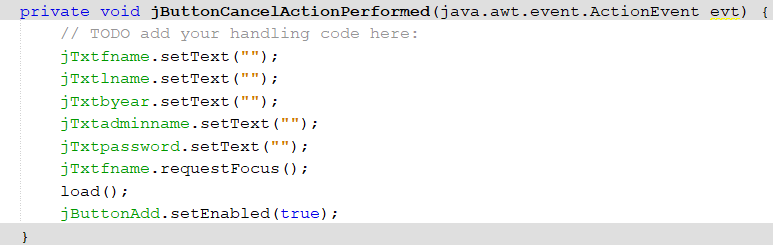 private void jButtonCancelActionPerformed(java.awt.event.ActionEvent evt) {
// TODO add your handling code here:
jTxtfname.setText("");
jTxtlname.setText("");
jTxtbyear.setText("");
jTxtadminname.setText("");
jTxtpassword.setText("");
jTxtfname.requestFocus();
load();
jButtonAdd.setEnabled(true);
}